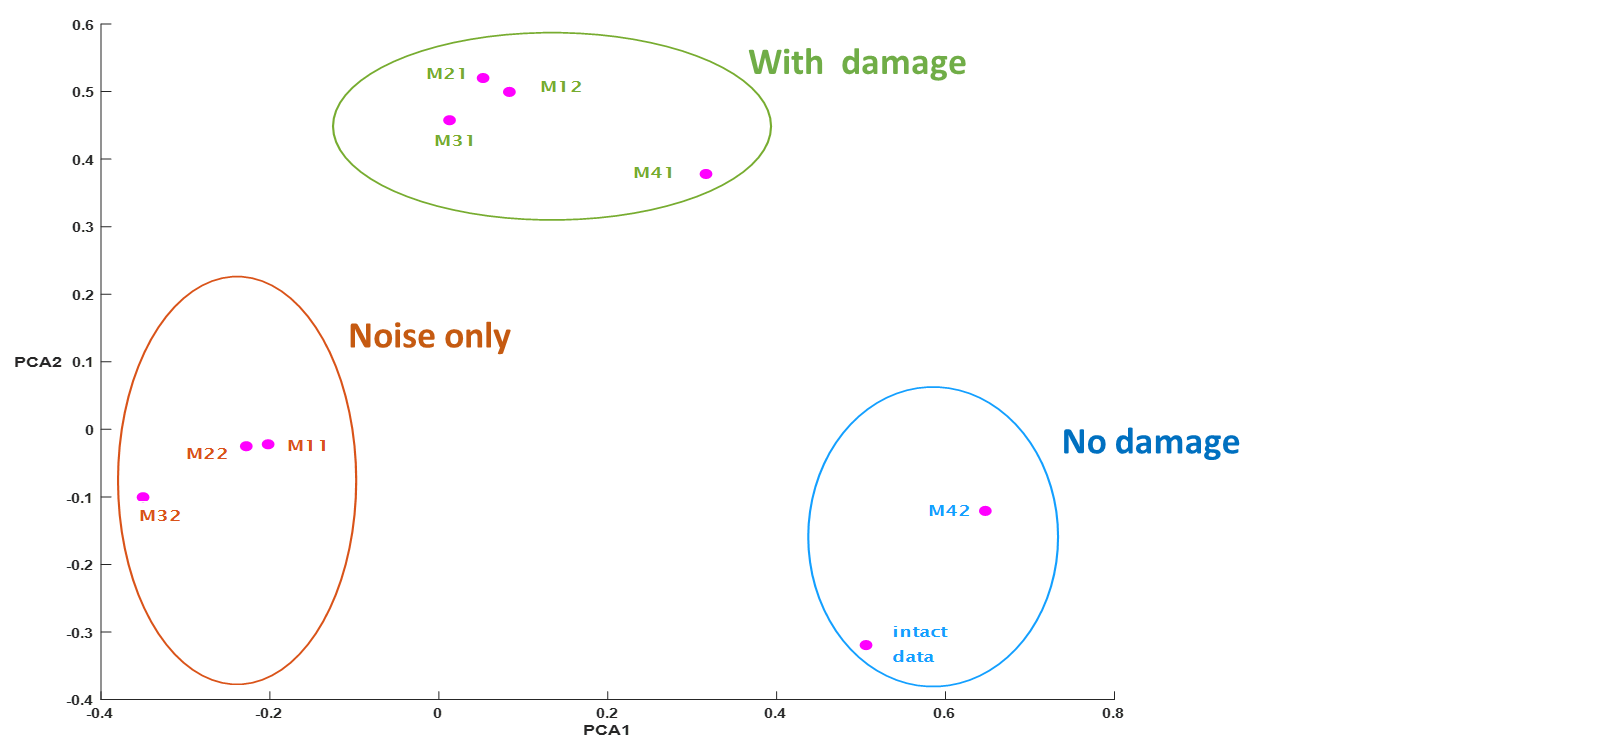 0.6
With  damage
M21
M12
0.5
M31
0.4
M41
0.3
0.2
Noise only
PCA2
0.1
0
No damage
M22
M11
-0.1
M32
M42
-0.2
-0.3
intact
data
-0.4
-0.4
-0.2
0
0.2
0.4
0.6
0.8
PCA1